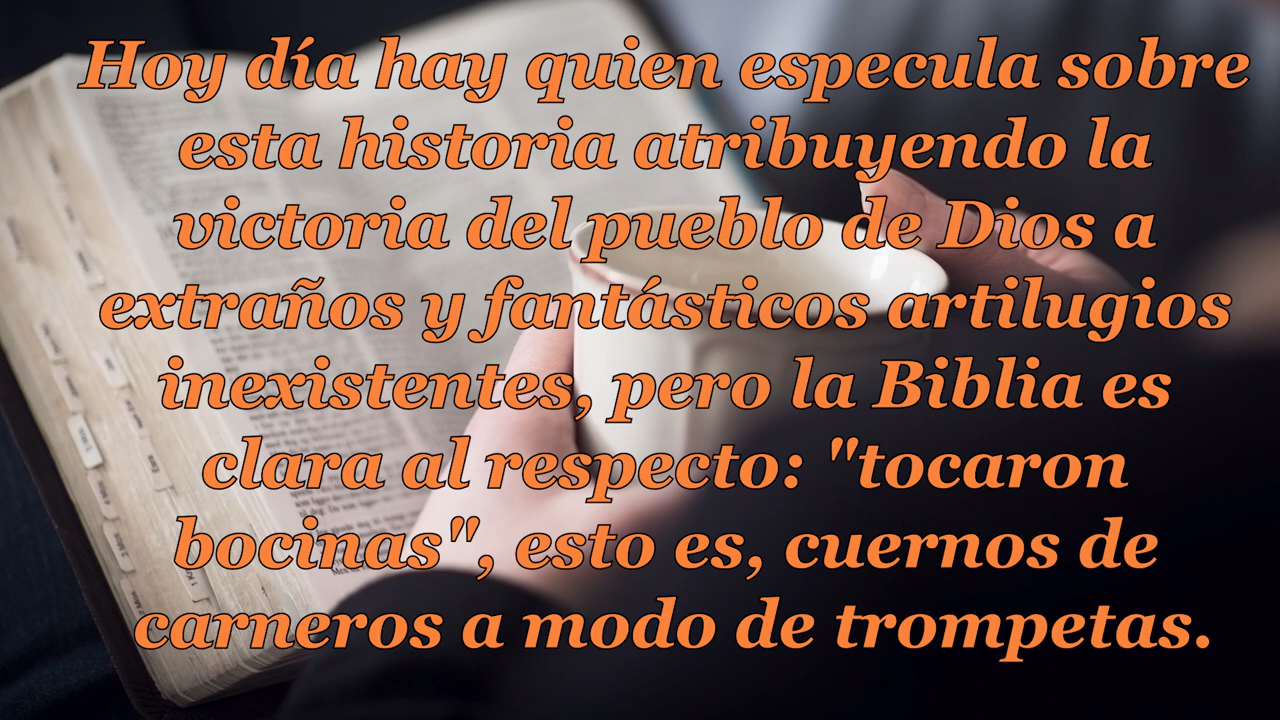 Hoy día hay quien especula sobre
esta historia atribuyendo la
victoria del pueblo de Dios a
extraños y fantásticos artilugios
inexistentes, pero la Biblia es
clara al respecto: "tocaron
bocinas", esto es, cuernos de
carneros a modo de trompetas.